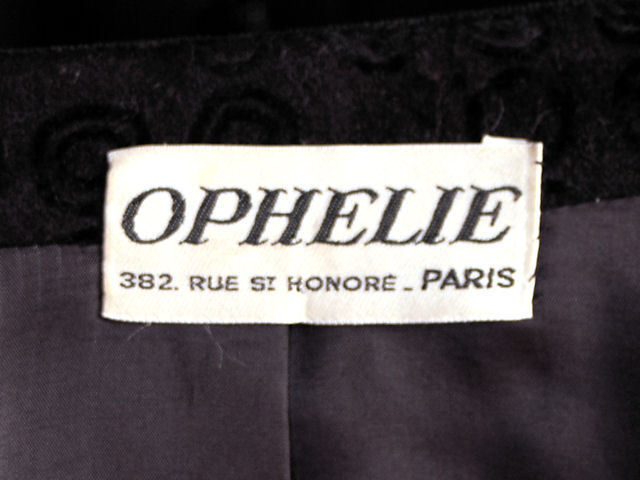 OPHELIE
382. RUE ST HONORÉ _ PARIS